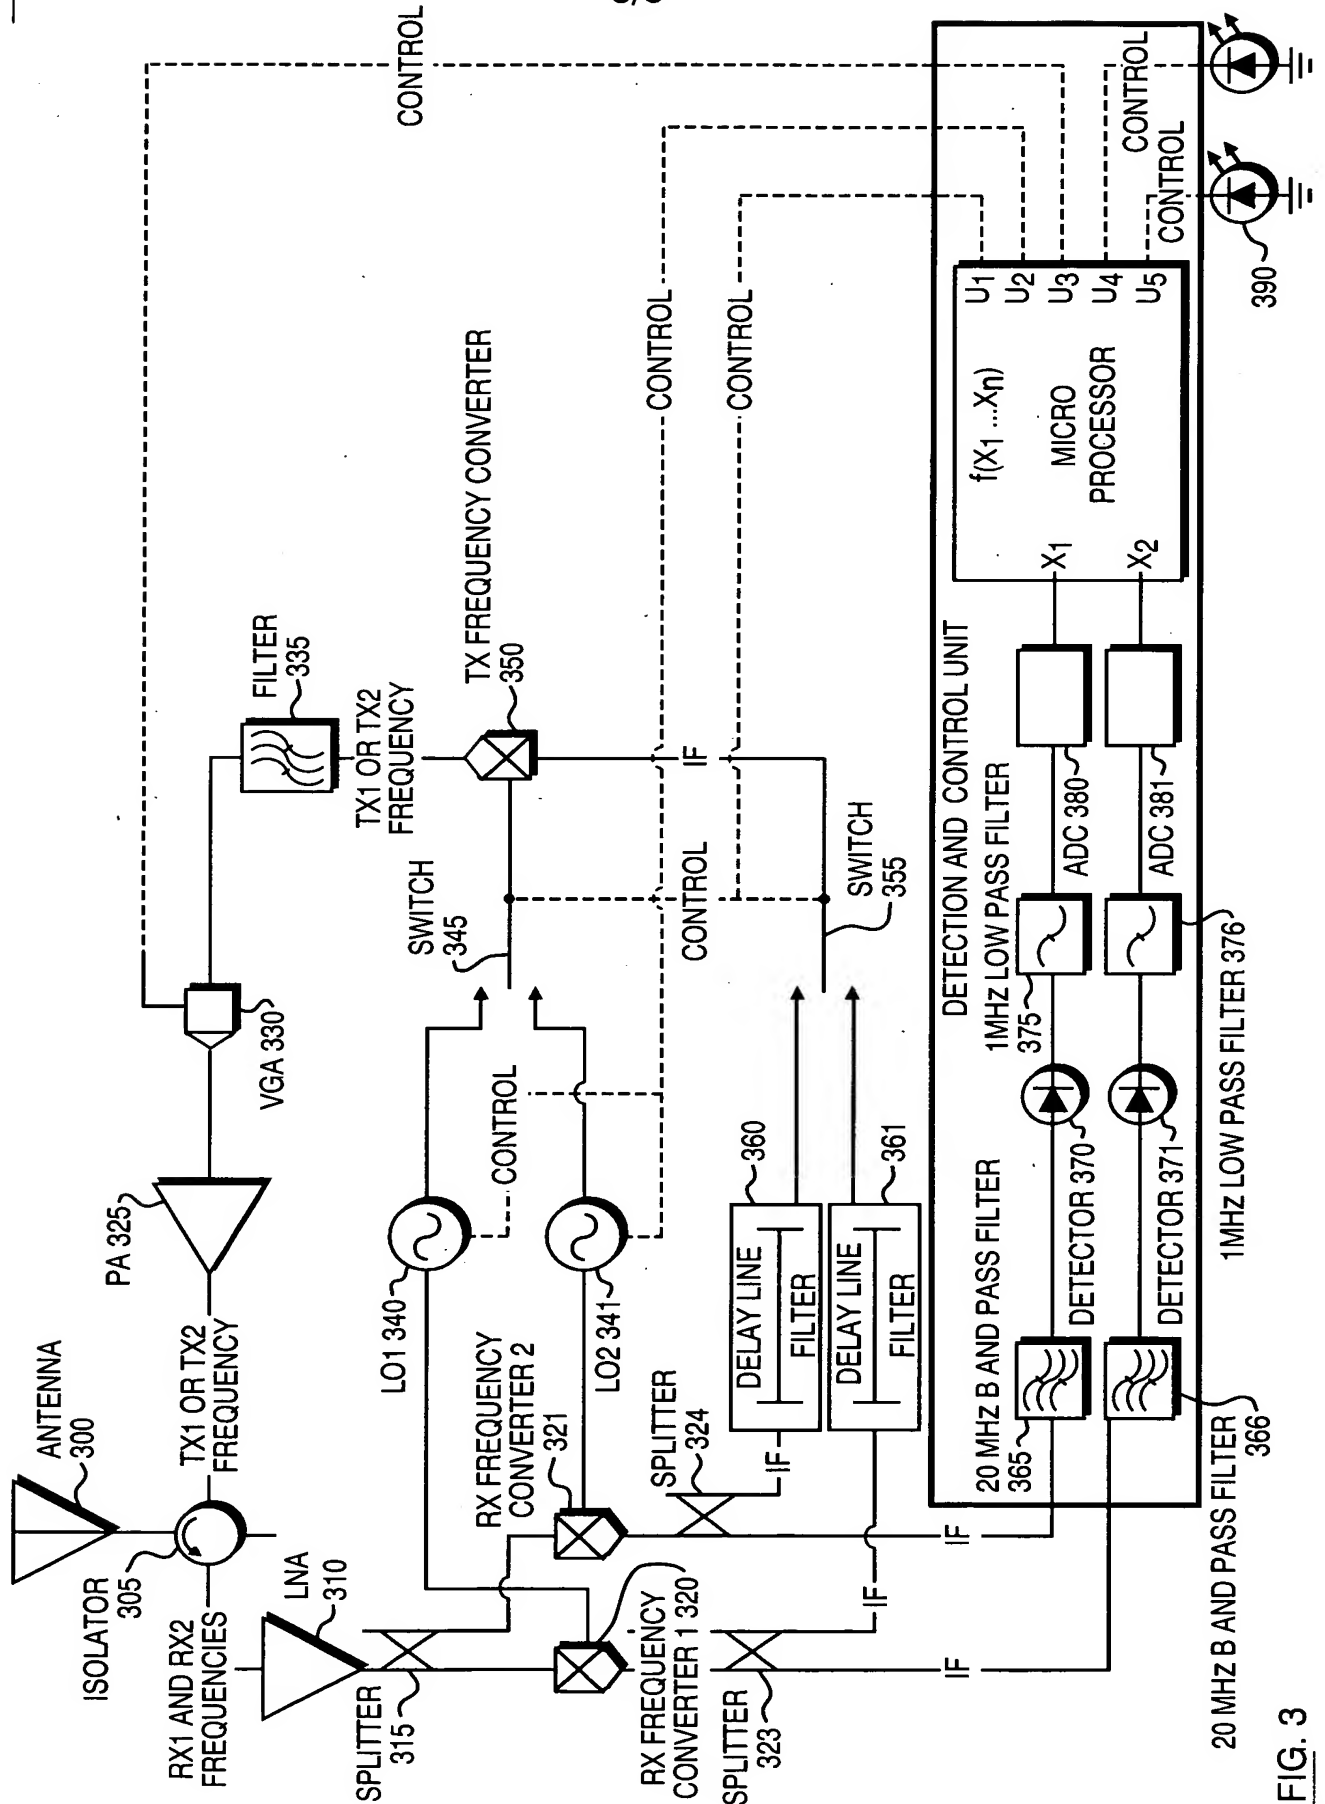 ANTENNA
300
ISOLATOR
305
TX1 OR TX2
FREQUENCY
PA 325
VGA 330
FILTER
335
CONTROL
RX1 AND RX2
FREQUENCIES
LNA
310
SPLITTER
315
LO1 340
CONTROL
SWITCH
345
TX1 OR TX2
FREQUENCY
TX FREQUENCY CONVERTER
350
RX FREQUENCY
CONVERTER 2
321
LO2 341
RX FREQUENCY
CONVERTER 1 320
SPLITTER
324
IF
CONTROL
IF
CONTROL
CONTROL
SPLITTER
323
IF
DELAY LINE
FILTER
360
DELAY LINE
FILTER
361
SWITCH
355
IF
IF
DETECTION AND CONTROL UNIT
20 MHz B AND PASS FILTER
365
DETECTOR 370
1MHz LOW PASS FILTER
375
ADC 380
X1
f(X1 ...Xn)
MICRO
PROCESSOR
X2
U1
U2
U3
U4
U5
CONTROL
CONTROL
DETECTOR 371
ADC 381
20 MHz B AND PASS FILTER
366
1MHz LOW PASS FILTER 376
390
FIG. 3